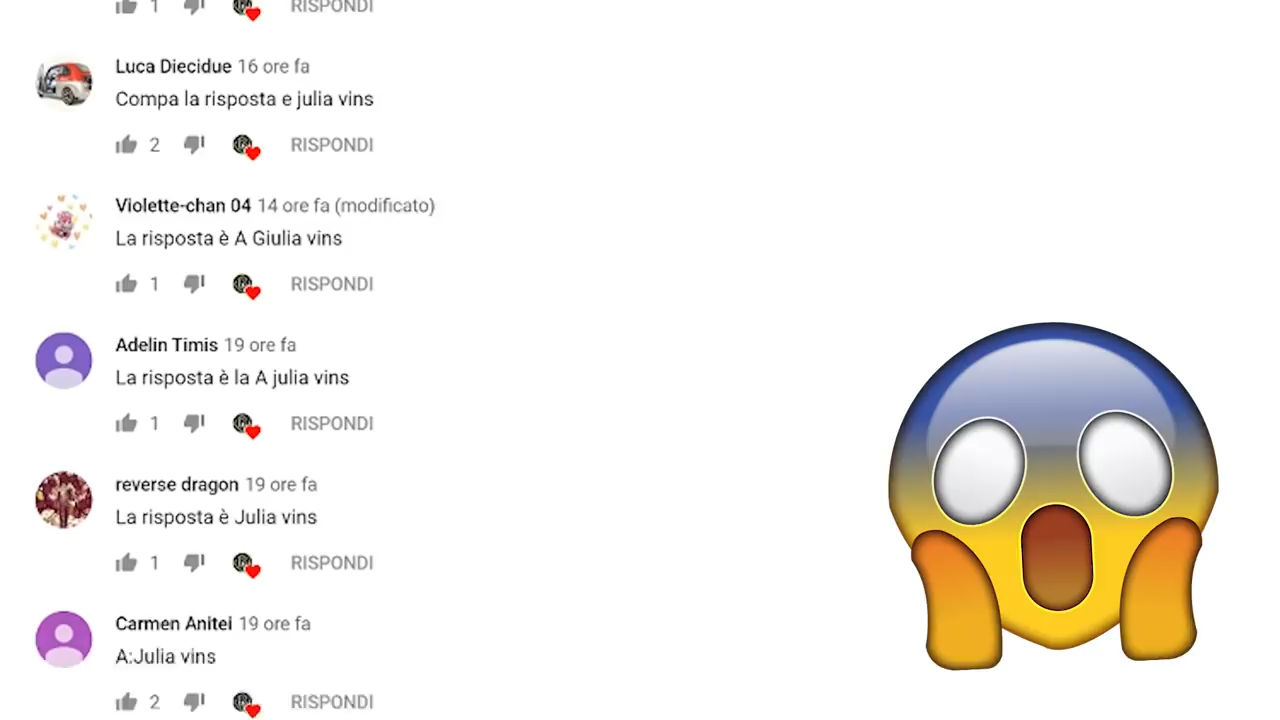 1 RISPONDI
Luca Diecidue 16 ore fa
Compa la risposta e julia vins
2 RISPONDI
Violette-chan 04 14 ore fa (modificato)
La risposta è A Giulia vins
1 RISPONDI
Adelin Timis 19 ore fa
La risposta è la A julia vins
1 RISPONDI
reverse dragon 19 ore fa
La risposta è Julia vins
1 RISPONDI
Carmen Anitei 19 ore fa
A:Julia vins
2 RISPONDI